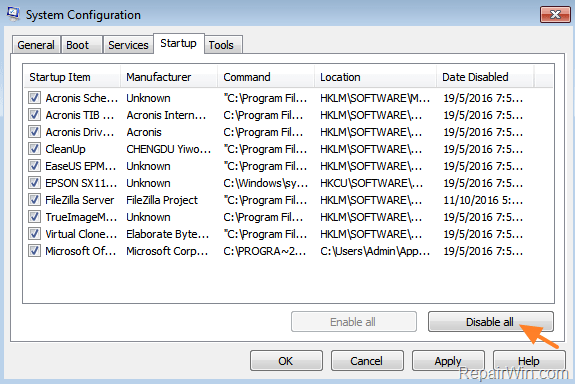 System Configuration
General Boot Services Startup Tools
Startup Item Manufacturer Command Location Date Disabled
Acronis Sche... Unknown "C:\Program Fil... HKLM\SOFTWARE\M... 19/5/2016 7:5...
Acronis TIB ... Acronis Intern... "C:\Program Fil... HKLM\SOFTWARE\... 19/5/2016 7:5...
Acronis Driv... Acronis "C:\Program Fil... HKLM\SOFTWARE\... 19/5/2016 7:5...
CleanUp CHENGDU Yiwo... "C:\Program Fil... HKLM\SOFTWARE\... 19/5/2016 7:5...
EaseUS EPM... Unknown "C:\Program Fil... HKLM\SOFTWARE\... 19/5/2016 7:5...
EPSON SX11... Unknown C:\Windows\sy... HKCU\SOFTWARE\... 19/5/2016 7:5...
FileZilla Server FileZilla Project "C:\Program Fil... HKLM\SOFTWARE\... 11/10/2016 5:...
TrueImageM... Unknown "C:\Program Fil... HKLM\SOFTWARE\... 19/5/2016 7:5...
Virtual Clone... Elaborate Byte... "C:\Program Fil... HKLM\SOFTWARE\... 19/5/2016 7:5...
Microsoft Of... Microsoft Corp... C:\PROGRA~2... C:\Users\Admin\App... 19/5/2016 7:5...
Enable all Disable all
OK Cancel Apply Help
RepairWin.com